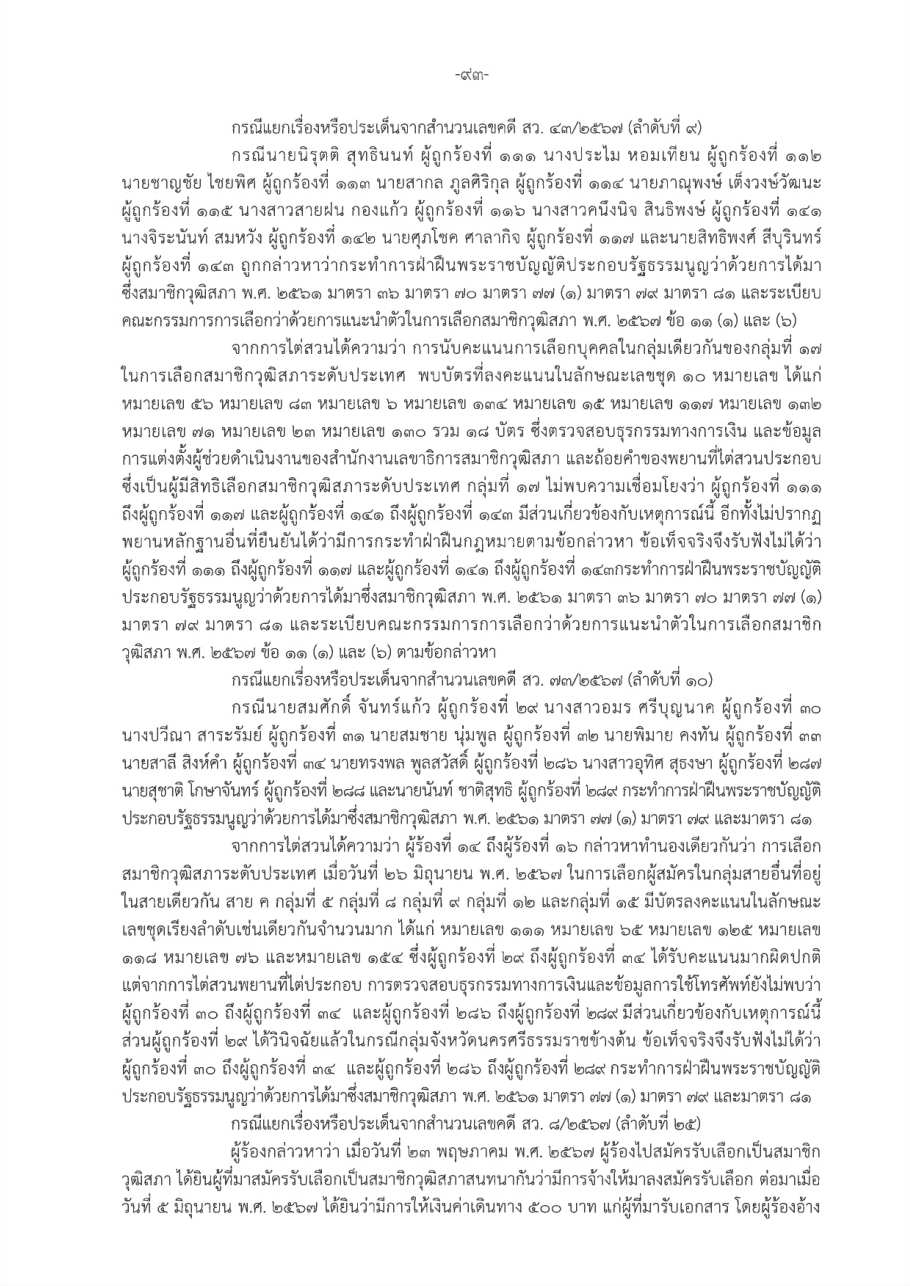 -๙๓-
กรณีแยกเรื่องหรือประเด็นจากสำนวนเลขคดี สว. ๔๓/๒๕๖๗ (ลำดับที่ ๙)
กรณีนายนิรุตติ สุทธินนท์ ผู้ถูกร้องที่ ๑๑๑ นางประไม หอมเทียน ผู้ถูกร้องที่ ๑๑๒
นายชาญชัย ไชยพิศ ผู้ถูกร้องที่ ๑๑๓ นายสากล ภูลศิริกุล ผู้ถูกร้องที่ ๑๑๔ นายภาณุพงษ์ เต็งวงษ์วัฒนะ
ผู้ถูกร้องที่ ๑๑๕ นางสาวสายฝน กองแก้ว ผู้ถูกร้องที่ ๑๑๖ นางสาวคนึงนิจ สินธิพงษ์ ผู้ถูกร้องที่ ๑๔๑
นางจิระนันท์ สมหวัง ผู้ถูกร้องที่ ๑๔๒ นายศุภโชค ศาลากิจ ผู้ถูกร้องที่ ๑๑๗ และนายสิทธิพงศ์ สีบุรินทร์
ผู้ถูกร้องที่ ๑๔๓ ถูกกล่าวหาว่ากระทำการฝ่าฝืนพระราชบัญญัติประกอบรัฐธรรมนูญว่าด้วยการได้มา
ซึ่งสมาชิกวุฒิสภา พ.ศ. ๒๕๖๑ มาตรา ๓๖ มาตรา ๗๐ มาตรา ๗๗ (๑) มาตรา ๗๙ มาตรา ๘๑ และระเบียบ
คณะกรรมการการเลือกว่าด้วยการแนะนำตัวในการเลือกสมาชิกวุฒิสภา พ.ศ. ๒๕๖๗ ข้อ ๑๑ (๑) และ (๖)
จากการไต่สวนได้ความว่า การนับคะแนนการเลือกบุคคลในกลุ่มเดียวกันของกลุ่มที่ ๑๗
ในการเลือกสมาชิกวุฒิสภาระดับประเทศ พบบัตรที่ลงคะแนนในลักษณะเลขชุด ๑๐ หมายเลข ได้แก่
หมายเลข ๕๖ หมายเลข ๘๓ หมายเลข ๖ หมายเลข ๑๓๔ หมายเลข ๑๕ หมายเลข ๑๑๗ หมายเลข ๑๓๒
หมายเลข ๗๑ หมายเลข ๒๓ หมายเลข ๑๓๐ รวม ๑๘ บัตร ซึ่งตรวจสอบธุรกรรมทางการเงิน และข้อมูล
การแต่งตั้งผู้ช่วยดำเนินงานของสำนักงานเลขาธิการสมาชิกวุฒิสภา และถ้อยคำของพยานที่ไต่สวนประกอบ
ซึ่งเป็นผู้มีสิทธิเลือกสมาชิกวุฒิสภาระดับประเทศ กลุ่มที่ ๑๗ ไม่พบความเชื่อมโยงว่า ผู้ถูกร้องที่ ๑๑๑
ถึงผู้ถูกร้องที่ ๑๑๗ และผู้ถูกร้องที่ ๑๔๑ ถึงผู้ถูกร้องที่ ๑๔๓ มีส่วนเกี่ยวข้องกับเหตุการณ์นี้ อีกทั้งไม่ปรากฏ
พยานหลักฐานอื่นที่ยืนยันได้ว่ามีการกระทำฝ่าฝืนกฎหมายตามข้อกล่าวหา ข้อเท็จจริงจึงรับฟังไม่ได้ว่า
ผู้ถูกร้องที่ ๑๑๑ ถึงผู้ถูกร้องที่ ๑๑๗ และผู้ถูกร้องที่ ๑๔๑ ถึงผู้ถูกร้องที่ ๑๔๓กระทำการฝ่าฝืนพระราชบัญญัติ
ประกอบรัฐธรรมนูญว่าด้วยการได้มาซึ่งสมาชิกวุฒิสภา พ.ศ. ๒๕๖๑ มาตรา ๓๖ มาตรา ๗๐ มาตรา ๗๗ (๑)
มาตรา ๗๙ มาตรา ๘๑ และระเบียบคณะกรรมการการเลือกว่าด้วยการแนะนำตัวในการเลือกสมาชิก
วุฒิสภา พ.ศ. ๒๕๖๗ ข้อ ๑๑ (๑) และ (๖) ตามข้อกล่าวหา
กรณีแยกเรื่องหรือประเด็นจากสำนวนเลขคดี สว. ๗๓/๒๕๖๗ (ลำดับที่ ๑๐)
กรณีนายสมศักดิ์ จันทร์แก้ว ผู้ถูกร้องที่ ๒๙ นางสาวอมร ศรีบุญนาค ผู้ถูกร้องที่ ๓๐
นางปวีณา สาระรัมย์ ผู้ถูกร้องที่ ๓๑ นายสมชาย นุ่มพูล ผู้ถูกร้องที่ ๓๒ นายพิมาย คงทัน ผู้ถูกร้องที่ ๓๓
นายสาลี สิงห์คำ ผู้ถูกร้องที่ ๓๔ นายทรงพล พูลสวัสดิ์ ผู้ถูกร้องที่ ๒๘๖ นางสาวอุทิศ สุธงษา ผู้ถูกร้องที่ ๒๘๗
นายสุชาติ โกษาจันทร์ ผู้ถูกร้องที่ ๒๘๘ และนายนันท์ ชาติสุทธิ ผู้ถูกร้องที่ ๒๘๙ กระทำการฝ่าฝืนพระราชบัญญัติ
ประกอบรัฐธรรมนูญว่าด้วยการได้มาซึ่งสมาชิกวุฒิสภา พ.ศ. ๒๕๖๑ มาตรา ๗๗ (๑) มาตรา ๗๙ และมาตรา ๘๑
จากการไต่สวนได้ความว่า ผู้ร้องที่ ๑๔ ถึงผู้ร้องที่ ๑๖ กล่าวหาทำนองเดียวกันว่า การเลือก
สมาชิกวุฒิสภาระดับประเทศ เมื่อวันที่ ๒๖ มิถุนายน พ.ศ. ๒๕๖๗ ในการเลือกผู้สมัครในกลุ่มสายอื่นที่อยู่
ในสายเดียวกัน สาย ค กลุ่มที่ ๕ กลุ่มที่ ๘ กลุ่มที่ ๙ กลุ่มที่ ๑๒ และกลุ่มที่ ๑๕ มีบัตรลงคะแนนในลักษณะ
เลขชุดเรียงลำดับเช่นเดียวกันจำนวนมาก ได้แก่ หมายเลข ๑๑๑ หมายเลข ๖๕ หมายเลข ๑๒๕ หมายเลข
๑๑๘ หมายเลข ๗๖ และหมายเลข ๑๕๔ ซึ่งผู้ถูกร้องที่ ๒๙ ถึงผู้ถูกร้องที่ ๓๔ ได้รับคะแนนมากผิดปกติ
แต่จากการไต่สวนพยานที่ไต่ประกอบ การตรวจสอบธุรกรรมทางการเงินและข้อมูลการใช้โทรศัพท์ยังไม่พบว่า
ผู้ถูกร้องที่ ๓๐ ถึงผู้ถูกร้องที่ ๓๔ และผู้ถูกร้องที่ ๒๘๖ ถึงผู้ถูกร้องที่ ๒๘๙ มีส่วนเกี่ยวข้องกับเหตุการณ์นี้
ส่วนผู้ถูกร้องที่ ๒๙ ได้วินิจฉัยแล้วในกรณีกลุ่มจังหวัดนครศรีธรรมราชข้างต้น ข้อเท็จจริงจึงรับฟังไม่ได้ว่า
ผู้ถูกร้องที่ ๓๐ ถึงผู้ถูกร้องที่ ๓๔ และผู้ถูกร้องที่ ๒๘๖ ถึงผู้ถูกร้องที่ ๒๘๙ กระทำการฝ่าฝืนพระราชบัญญัติ
ประกอบรัฐธรรมนูญว่าด้วยการได้มาซึ่งสมาชิกวุฒิสภา พ.ศ. ๒๕๖๑ มาตรา ๗๗ (๑) มาตรา ๗๙ และมาตรา ๘๑
กรณีแยกเรื่องหรือประเด็นจากสำนวนเลขคดี สว. ๘/๒๕๖๗ (ลำดับที่ ๒๕)
ผู้ร้องกล่าวหาว่า เมื่อวันที่ ๒๓ พฤษภาคม พ.ศ. ๒๕๖๗ ผู้ร้องไปสมัครรับเลือกเป็นสมาชิก
วุฒิสภา ได้ยินผู้ที่มาสมัครรับเลือกเป็นสมาชิกวุฒิสภาสนทนากันว่ามีการจ้างให้มาลงสมัครรับเลือก ต่อมาเมื่อ
วันที่ ๕ มิถุนายน พ.ศ. ๒๕๖๗ ได้ยินว่ามีการให้เงินค่าเดินทาง ๕๐๐ บาท แก่ผู้ที่มารับเอกสาร โดยผู้ร้องอ้าง